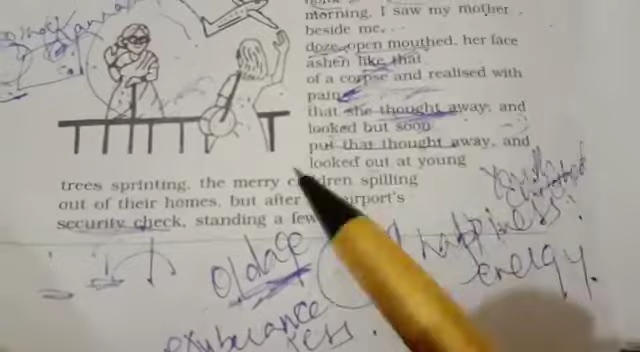 morning, I saw my mother,
beside me,
doze, open mouthed, her face
ashen like that
of a corpse and realised with
pain
that she thought away, and
looked but soon
put that thought away, and
looked out at young
trees sprinting, the merry children spilling
out of their homes, but after airport's
security check, standing a few
Oldage
happiness.
energy.
exuberance